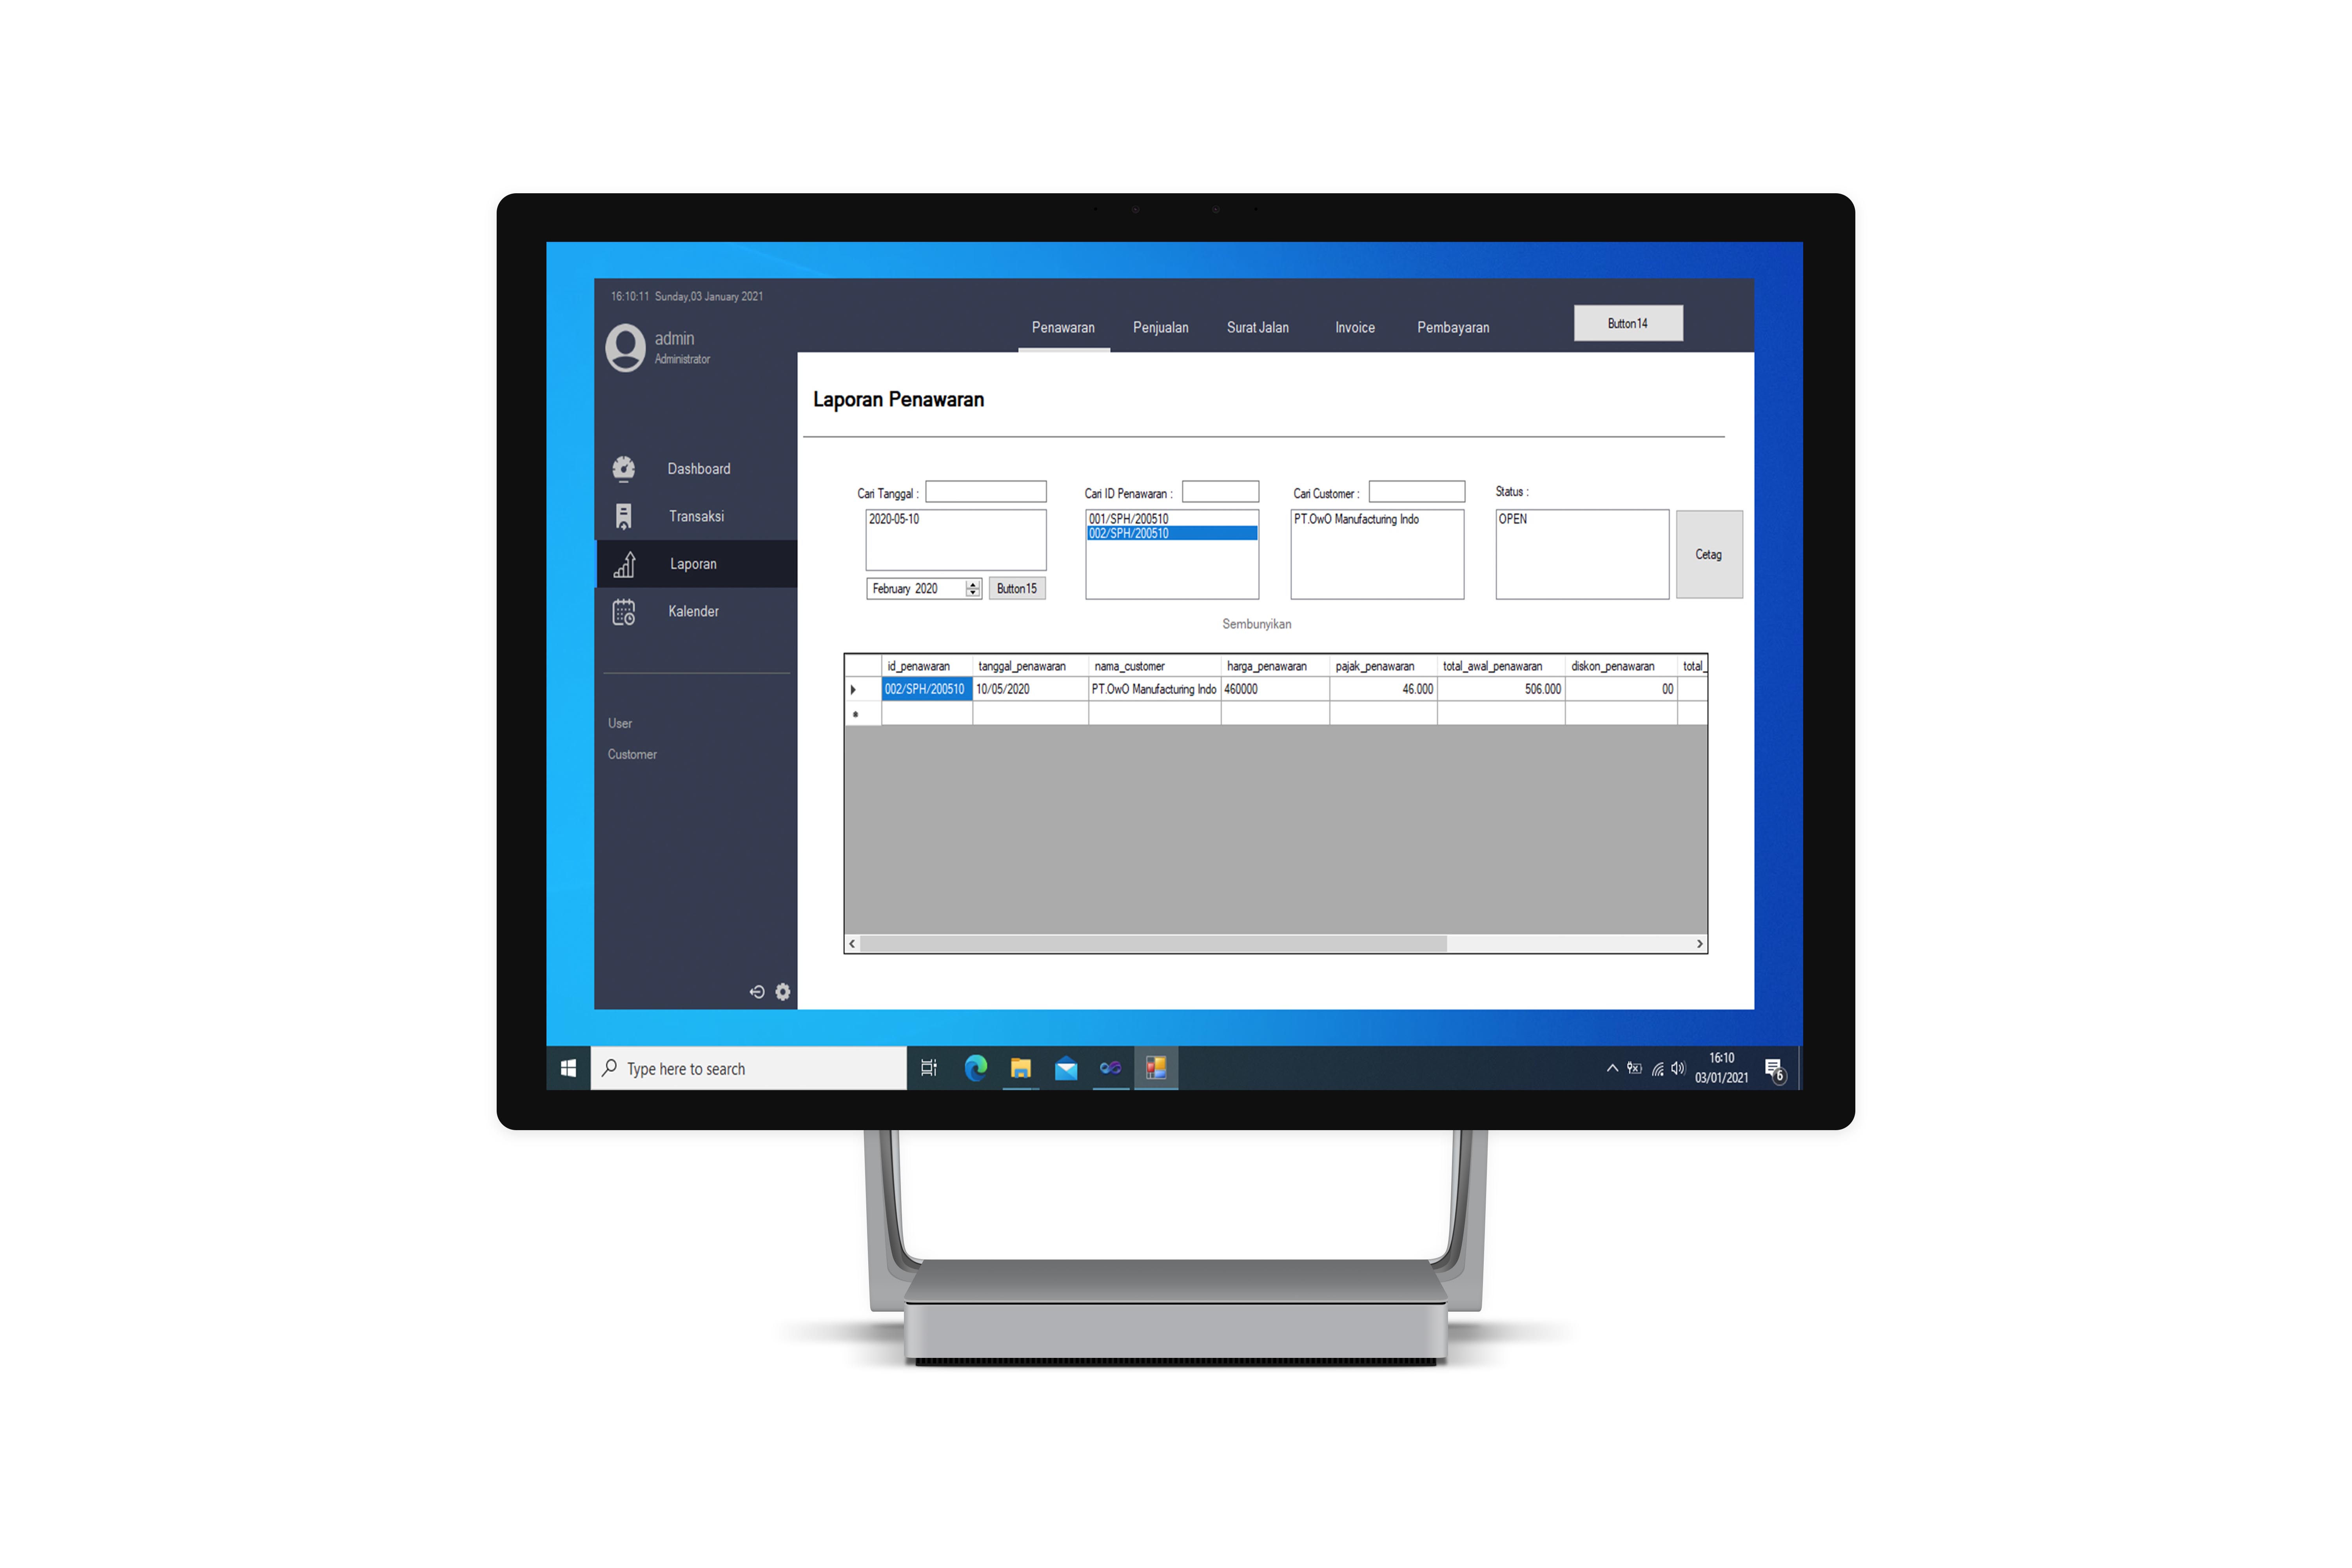 16:10:11 Sunday,03 January 2021
admin
Administrator
Penawaran Penjualan Surat Jalan Invoice Pembayaran Button14
Dashboard
Transaksi
Laporan
Kalender
User
Customer
Laporan Penawaran
Cari Tanggal : Cari ID Penawaran : Cari Customer : Status :
2020-05-10 001/SPH/200510 PT.OwO Manufacturing Indo OPEN
002/SPH/200510
Cetag
February 2020 Button15
Sembunyikan
id_penawaran tanggal_penawaran nama_customer harga_penawaran pajak_penawaran total_awal_penawaran diskon_penawaran total_
002/SPH/200510 10/05/2020 PT.OwO Manufacturing Indo 460000 46.000 506.000 00
Type here to search
16:10
03/01/2021
6